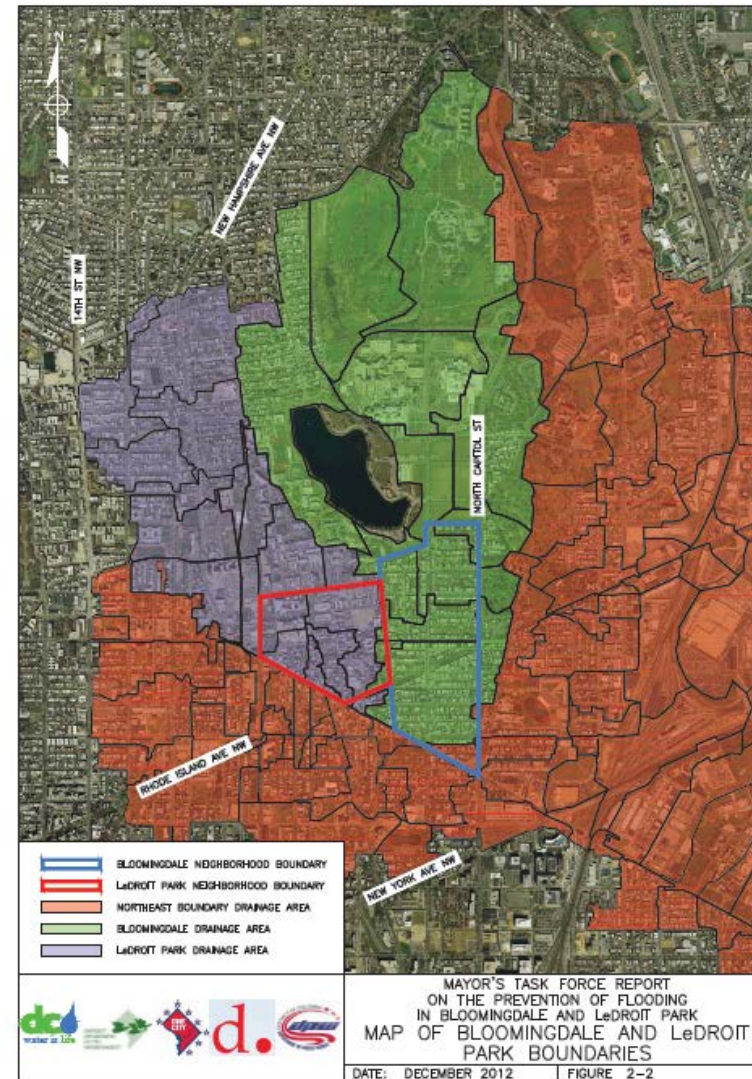 N
NEW HAMPSHIRE AVE NW
14TH ST NW
NORTH CAPITOL ST
RHODE ISLAND AVE NW
NEW YORK AVE NW
BLOOMINGDALE NEIGHBORHOOD BOUNDARY
LeDROIT PARK NEIGHBORHOOD BOUNDARY
NORTHEAST BOUNDARY DRAINAGE AREA
BLOOMINGDALE DRAINAGE AREA
LeDROIT PARK DRAINAGE AREA
dc
water is life
ONE
CITY
d.
MAYOR'S TASK FORCE REPORT
ON THE PREVENTION OF FLOODING
IN BLOOMINGDALE AND LeDROIT PARK
MAP OF BLOOMINGDALE AND LeDROIT
PARK BOUNDARIES
DATE: DECEMBER 2012
FIGURE 2-2